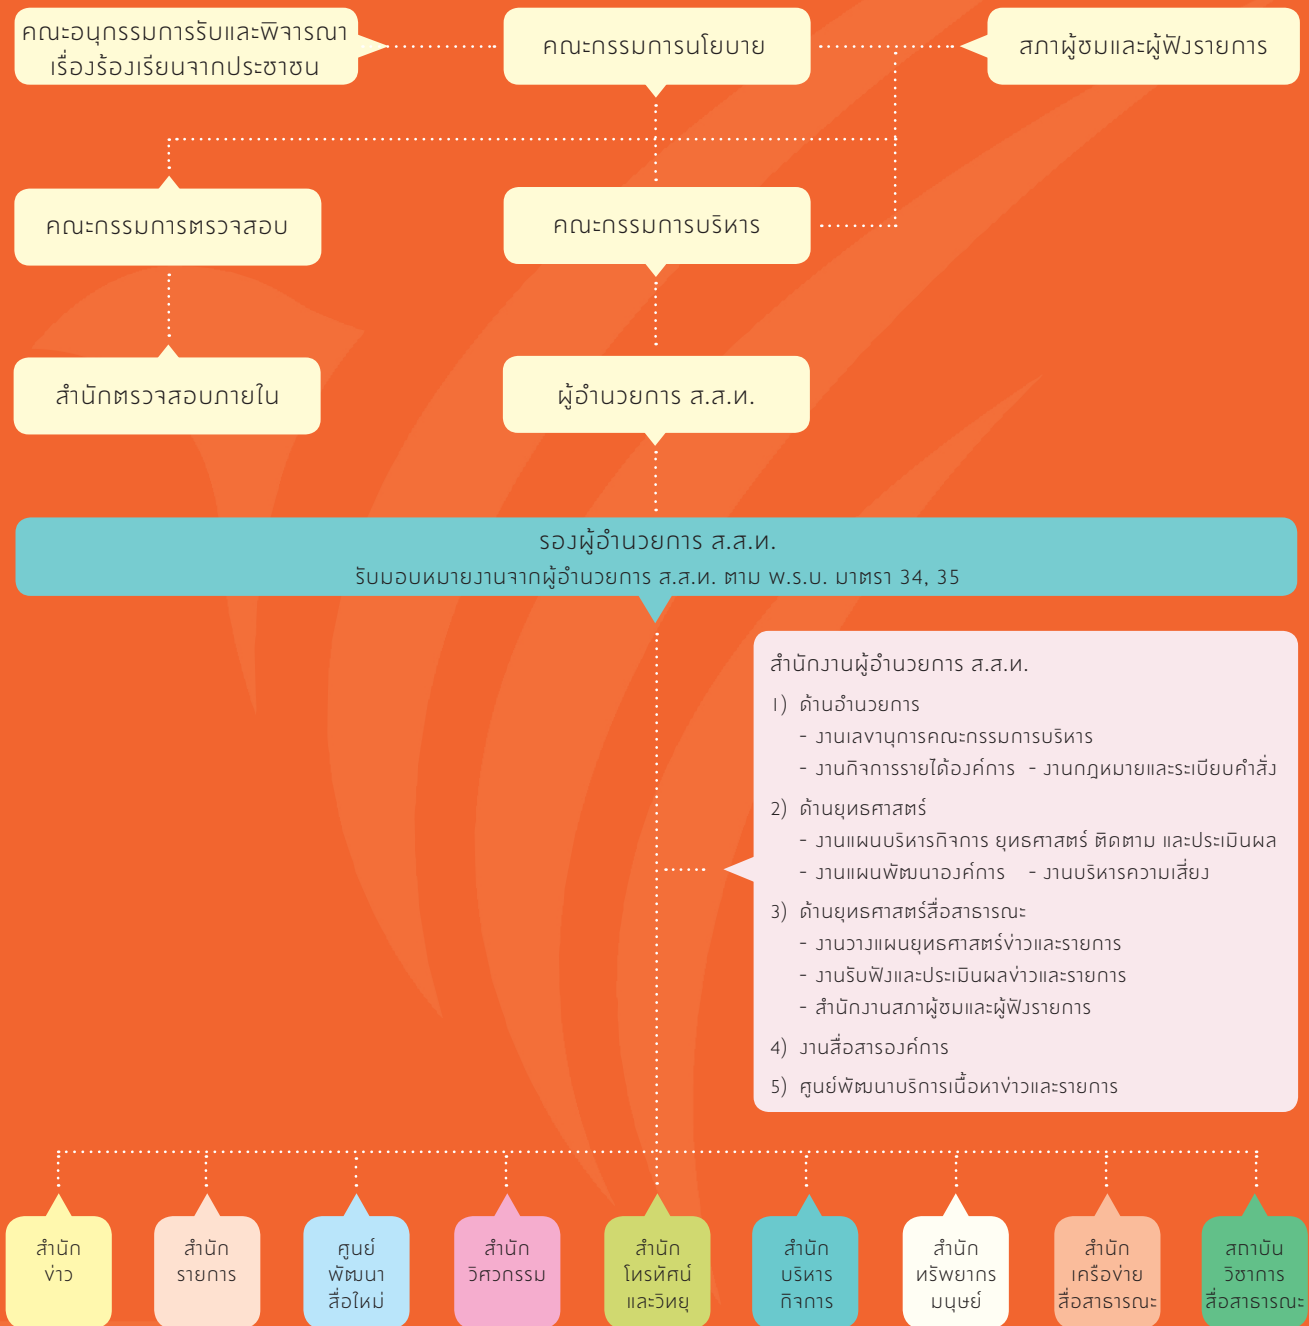 คณะอนุกรรมการรับและพิจารณา
เรื่องร้องเรียนจากประชาชน
คณะกรรมการนโยบาย
สภาผู้ชมและผู้ฟังรายการ
คณะกรรมการตรวจสอบ
คณะกรรมการบริหาร
สำนักตรวจสอบภายใน
ผู้อำนวยการ ส.ส.ท.
รองผู้อำนวยการ ส.ส.ท.
รับมอบหมายงานจากผู้อำนวยการ ส.ส.ท. ตาม พ.ร.บ. มาตรา 34, 35
สำนักงานผู้อำนวยการ ส.ส.ท.
1) ด้านอำนวยการ
- งานเลขานุการคณะกรรมการบริหาร
- งานกิจการรายได้องค์การ - งานกฎหมายและระเบียบคำสั่ง
2) ด้านยุทธศาสตร์
- งานแผนบริหารกิจการ ยุทธศาสตร์ ติดตาม และประเมินผล
- งานแผนพัฒนาองค์การ - งานบริหารความเสี่ยง
3) ด้านยุทธศาสตร์สื่อสาธารณะ
- งานวางแผนยุทธศาสตร์ข่าวและรายการ
- งานรับฟังและประเมินผลข่าวและรายการ
- สำนักงานสภาผู้ชมและผู้ฟังรายการ
4) งานสื่อสารองค์การ
5) ศูนย์พัฒนาบริการเนื้อหาข่าวและรายการ
สำนัก
ข่าว
สำนัก
รายการ
ศูนย์
พัฒนา
สื่อใหม่
สำนัก
วิศวกรรม
สำนัก
โทรทัศน์
และวิทยุ
สำนัก
บริหาร
กิจการ
สำนัก
ทรัพยากร
มนุษย์
สำนัก
เครือข่าย
สื่อสาธารณะ
สถาบัน
วิชาการ
สื่อสาธารณะ